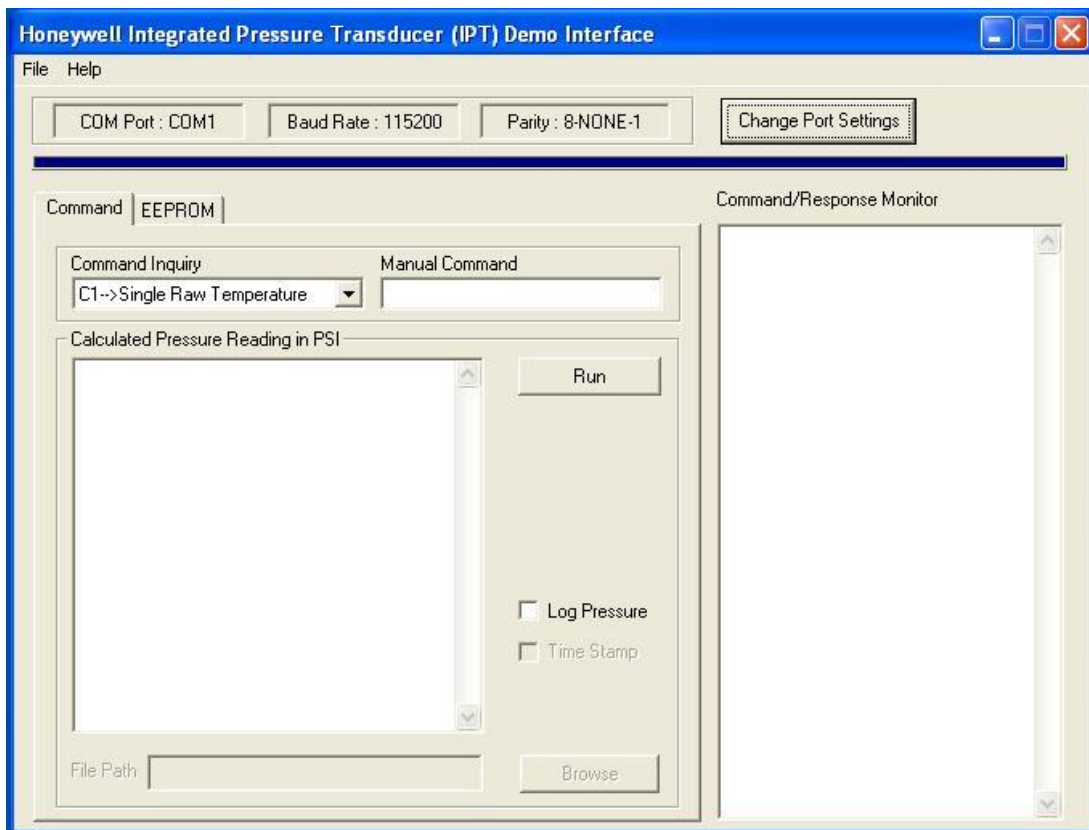 Honeywell Integrated Pressure Transducer (IPT) Demo Interface
File Help
COM Port : COM1 Baud Rate : 115200 Parity : 8-NONE-1 Change Port Settings
Command EEPROM
Command/Response Monitor
Command Inquiry Manual Command
C1-->Single Raw Temperature
Calculated Pressure Reading in PSI
Run
Log Pressure
Time Stamp
File Path Browse